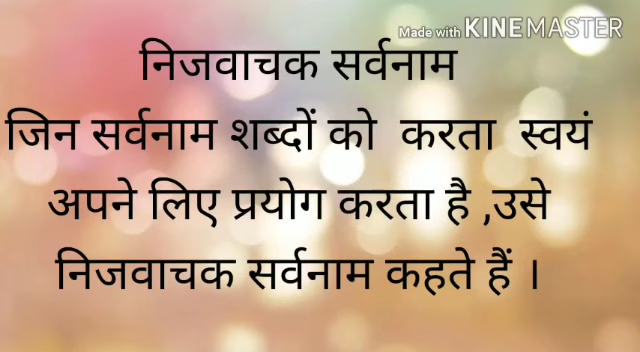 Made with KINEMASTER
निजवाचक सर्वनाम
जिन सर्वनाम शब्दों को करता स्वयं
अपने लिए प्रयोग करता है ,उसे
निजवाचक सर्वनाम कहते हैं ।